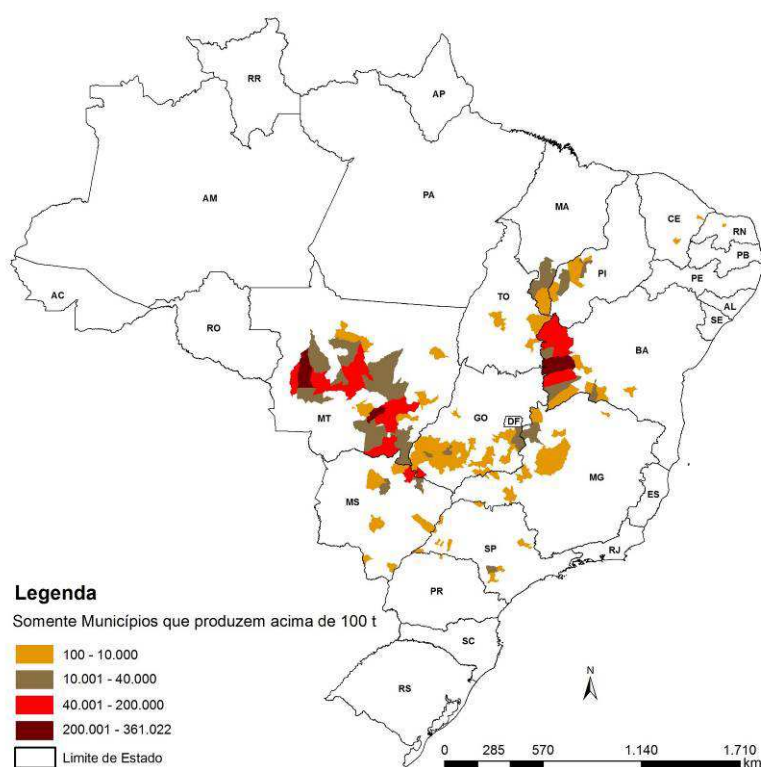 RR
AP
AM
PA
MA
CE
RN
PB
PI
PE
AC
TO
AL
SE
RO
BA
GO
DF
MT
MG
MS
ES
SP
RJ
PR
SC
RS
Legenda
Somente Municípios que produzem acima de 100 t
100 - 10.000
10.001 - 40.000
40.001 - 200.000
200.001 - 361.022
Limite de Estado
N
0 285 570 1.140 1.710
km